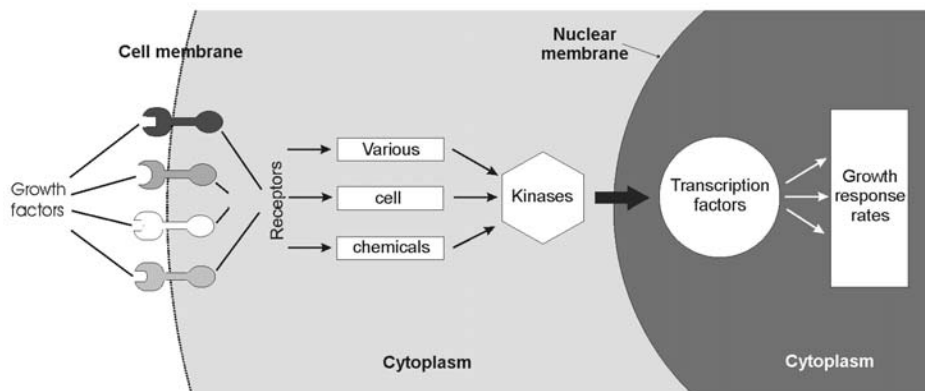 Nuclear
membrane
Cell membrane
Growth
factors
Receptors
Various
cell
chemicals
Kinases
Transcription
factors
Growth
response
rates
Cytoplasm
Cytoplasm